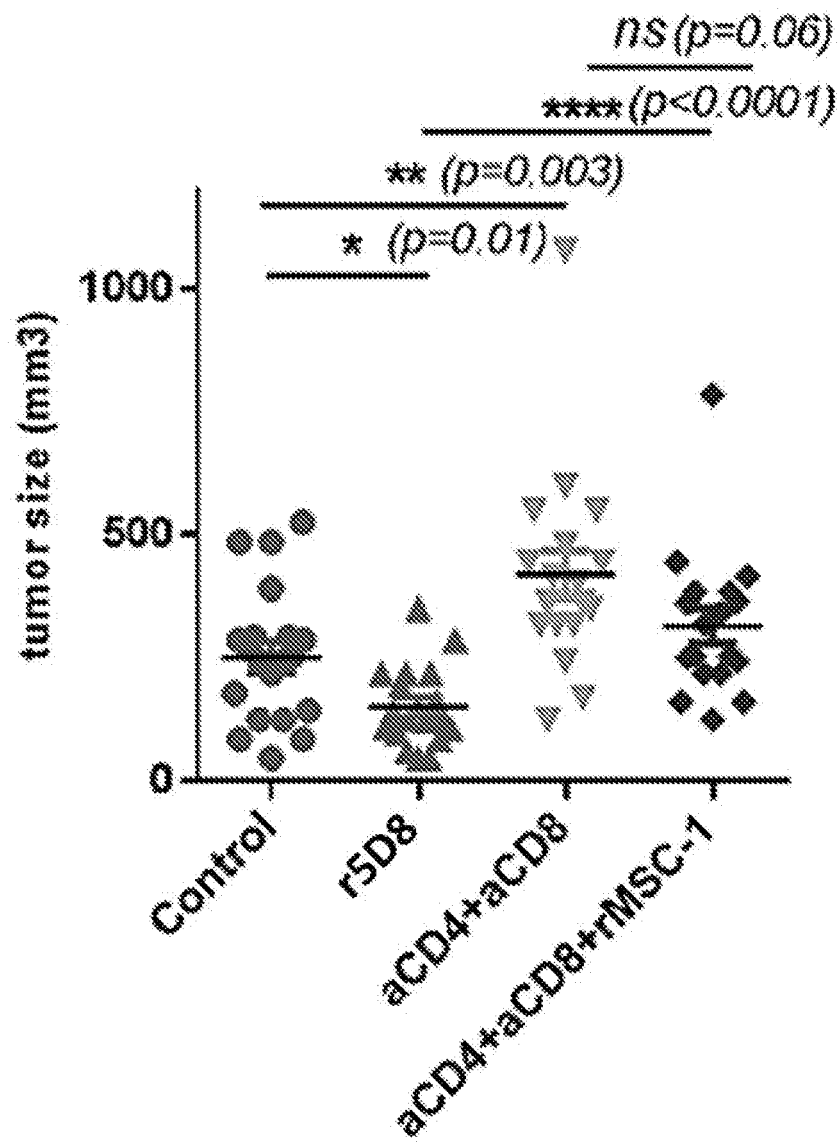 ns (p=0.06)
**** (p<0.0001)
** (p=0.003)
* (p=0.01)
1000
500
0
tumor size (mm3)
Control
r5D8
aCD4+aCD8
aCD4+aCD8+rMSC-1